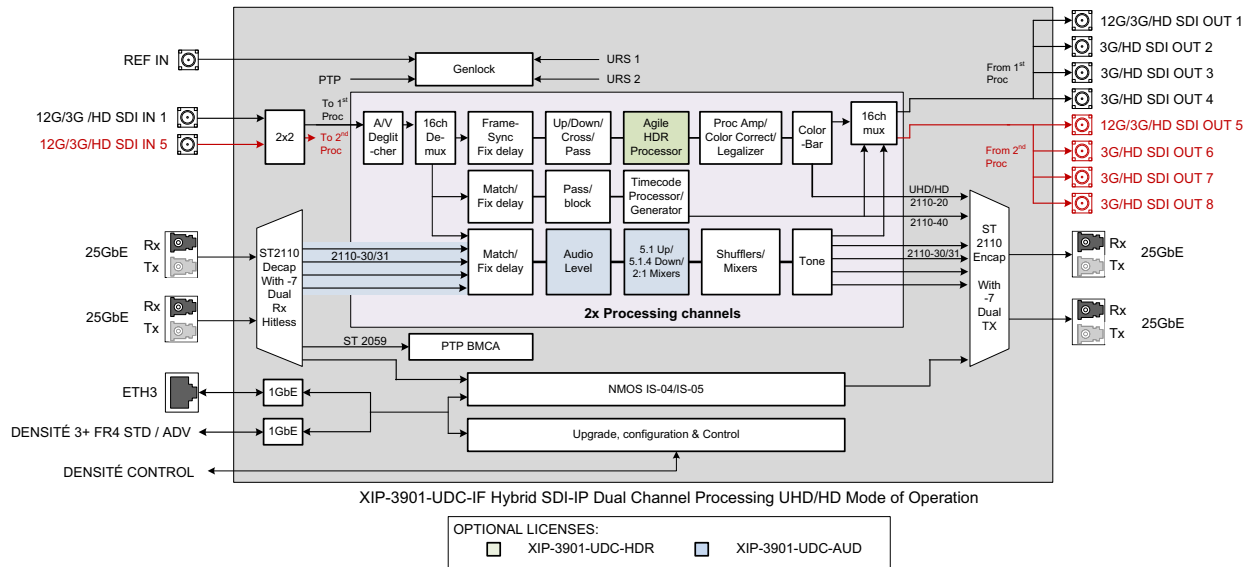 REF IN
12G/3G /HD SDI IN 1
12G/3G/HD SDI IN 5
25GbE
Rx
Tx
25GbE
Rx
Tx
ETH3
DENSITÉ 3+ FR4 STD / ADV
DENSITÉ CONTROL
PTP
Genlock
URS 1
URS 2
2x2
To 1st
Proc
To 2nd
Proc
A/V
Deglit
-cher
16ch
De-
mux
Frame-
Sync
Fix delay
Up/Down/
Cross/
Pass
Agile
HDR
Processor
Proc Amp/
Color Correct/
Legalizer
Color
-Bar
16ch
mux
Match/
Fix delay
Pass/
block
Timecode
Processor/
Generator
UHD/HD
2110-20
2110-40
ST2110
Decap
With -7
Dual
Rx
Hitless
2110-30/31
Match/
Fix delay
Audio
Level
5.1 Up/
5.1.4 Down/
2:1 Mixers
Shufflers/
Mixers
Tone
2110-30/31
2x Processing channels
ST
2110
Encap
With
-7
Dual
TX
ST 2059
PTP BMCA
1GbE
1GbE
NMOS IS-04/IS-05
Upgrade, configuration & Control
From 1st
Proc
From 2nd
Proc
12G/3G/HD SDI OUT 1
3G/HD SDI OUT 2
3G/HD SDI OUT 3
3G/HD SDI OUT 4
12G/3G/HD SDI OUT 5
3G/HD SDI OUT 6
3G/HD SDI OUT 7
3G/HD SDI OUT 8
Rx
Tx
25GbE
Rx
Tx
25GbE
XIP-3901-UDC-IF Hybrid SDI-IP Dual Channel Processing UHD/HD Mode of Operation
OPTIONAL LICENSES:
XIP-3901-UDC-HDR
XIP-3901-UDC-AUD